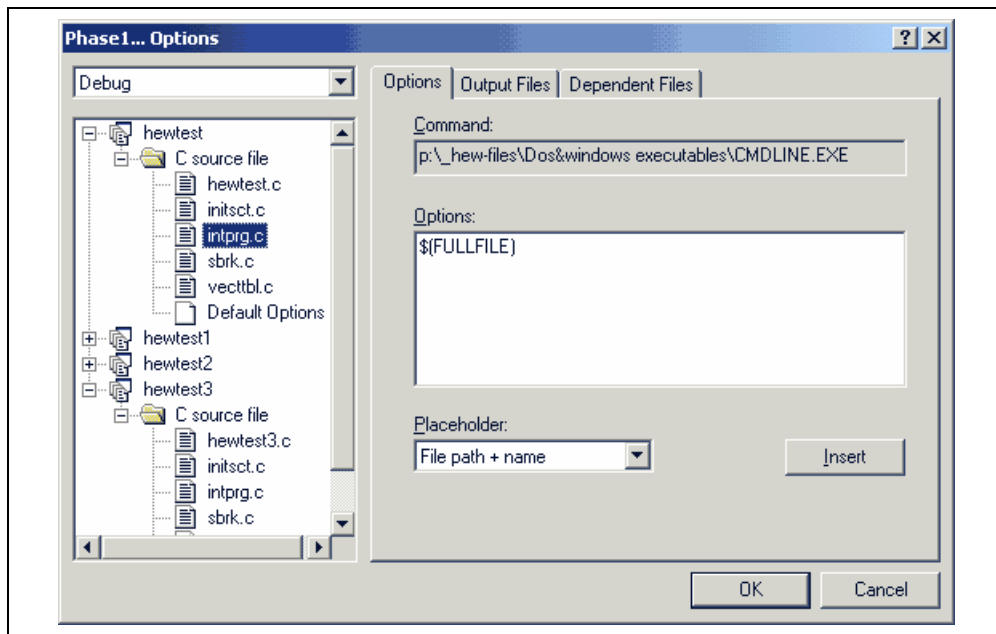 Phase1... Options
Debug
hewtest
C source file
hewtest.c
initsct.c
intprg.c
sbrk.c
vecttbl.c
Default Options
hewtest1
hewtest2
hewtest3
C source file
hewtest3.c
initsct.c
intprg.c
sbrk.c
Options
Output Files
Dependent Files
Command:
p:\_hew-files\Dos&windows executables\CMDLINE.EXE
Options:
$(FULLFILE)
Placeholder:
File path + name
Insert
OK
Cancel